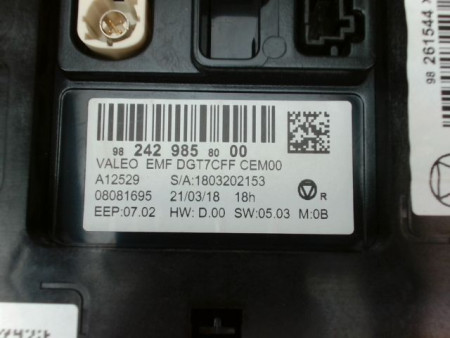 98 242 985 80 00
VALEO EMF DGT7CFF CEM00
A12529 S/A:1803202153
08081695 21/03/18 18h
R
EEP:07.02 HW: D.00 SW:05.03 M:0B
98 261544